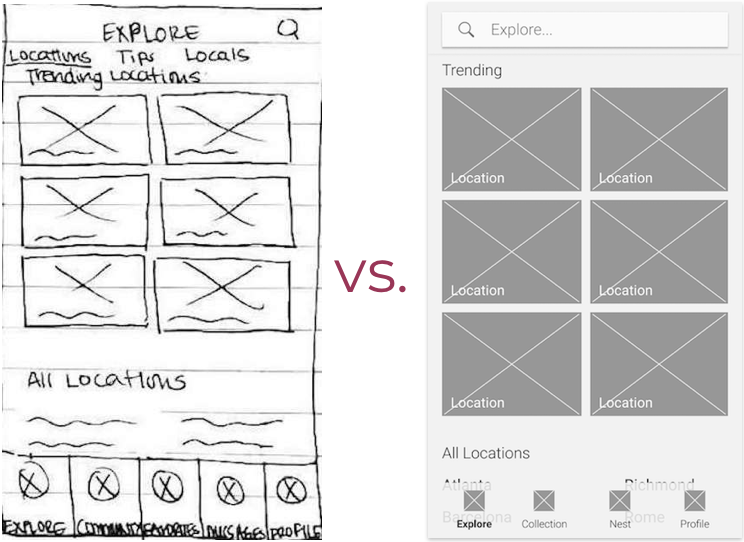 EXPLORE
Locations Tips Locals
Trending Locations
All Locations
EXPLORE COMMUNITY MESSAGES PROFILE
vs.
Explore...
Trending
Location Location
Location Location
Location Location
All Locations
Atlanta Richmond
Barcelona Rome
Explore Collection Nest Profile